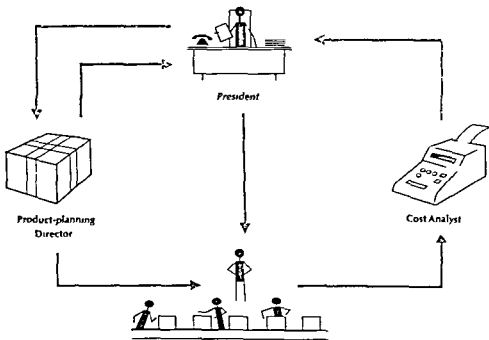 President
Product-planning
Director
Cost Analyst